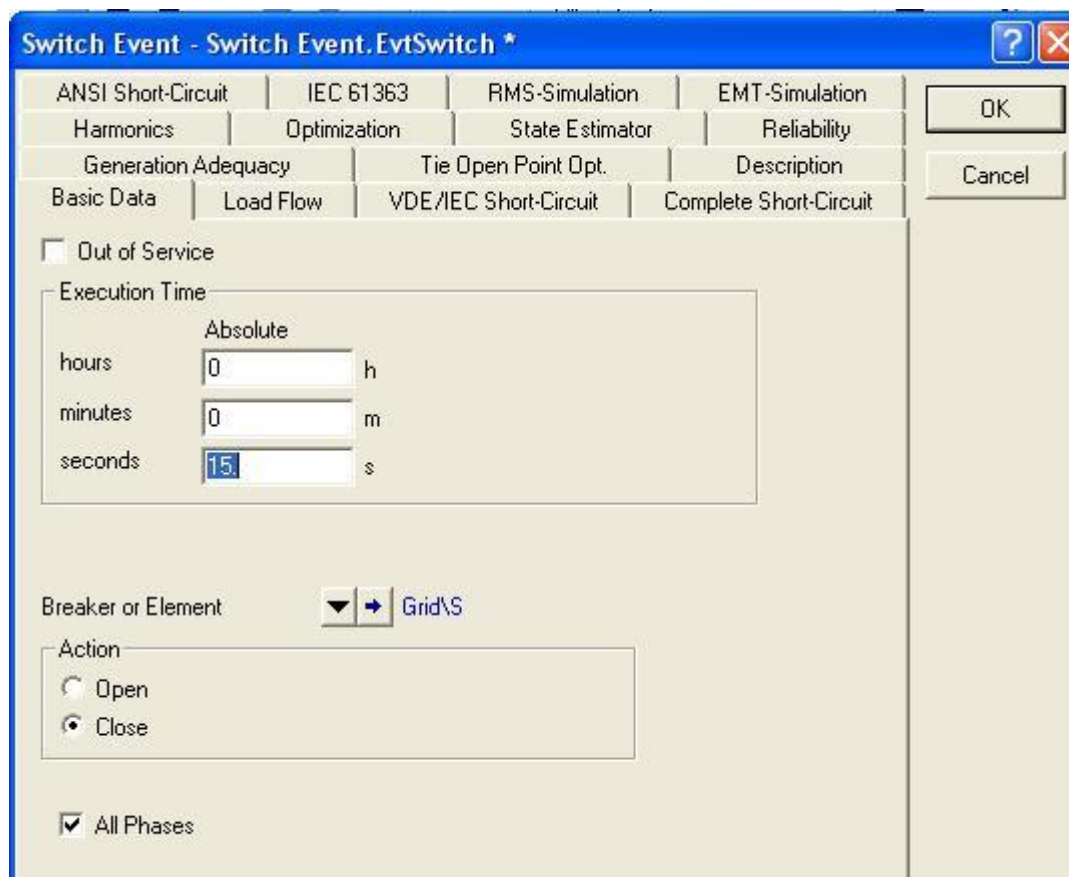 Switch Event - Switch Event.EvtSwitch *
ANSI Short-Circuit IEC 61363 RMS-Simulation EMT-Simulation
OK
Harmonics Optimization State Estimator Reliability
Generation Adequacy Tie Open Point Opt. Description
Cancel
Basic Data Load Flow VDE/IEC Short-Circuit Complete Short-Circuit
Out of Service
Execution Time
Absolute
hours 0 h
minutes 0 m
seconds 15. s
Breaker or Element Grid\S
Action
Open
Close
All Phases